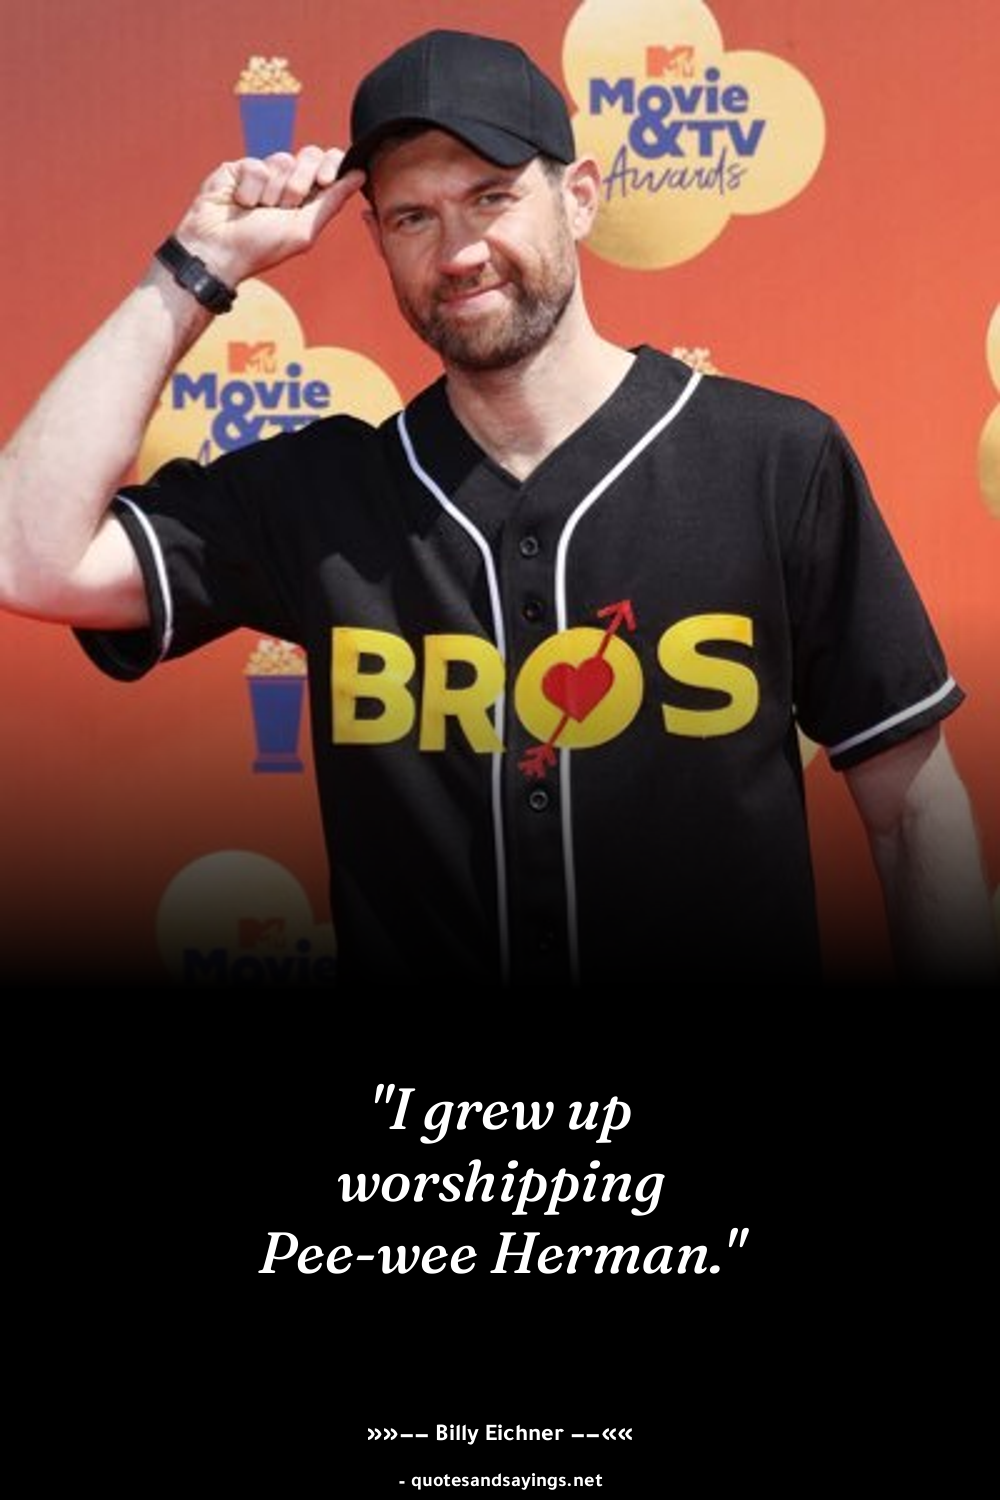 MTV
Movie
&TV
Awards
MTV
Movie
&TV
BROS
MTV
Movie
"I grew up
worshipping
Pee-wee Herman."
»»–– Billy Eichner ––««
- quotesandsayings.net